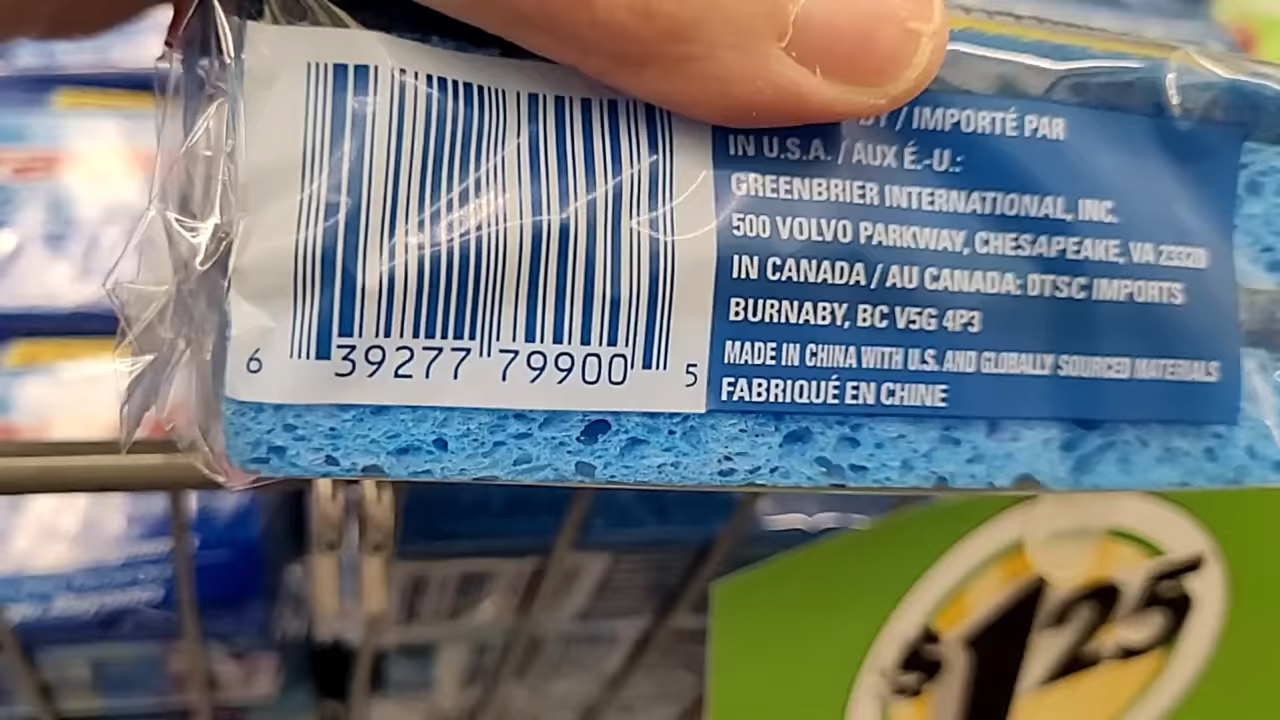 6 39277 79900 5
BY / IMPORTÉ PAR
IN U.S.A. / AUX É.-U.:
GREENBRIER INTERNATIONAL, INC.
500 VOLVO PARKWAY, CHESAPEAKE, VA 23320
IN CANADA / AU CANADA: DTSC IMPORTS
BURNABY, BC V5G 4P3
MADE IN CHINA WITH U.S. AND GLOBALLY SOURCED MATERIALS
FABRIQUÉ EN CHINE
$1.25